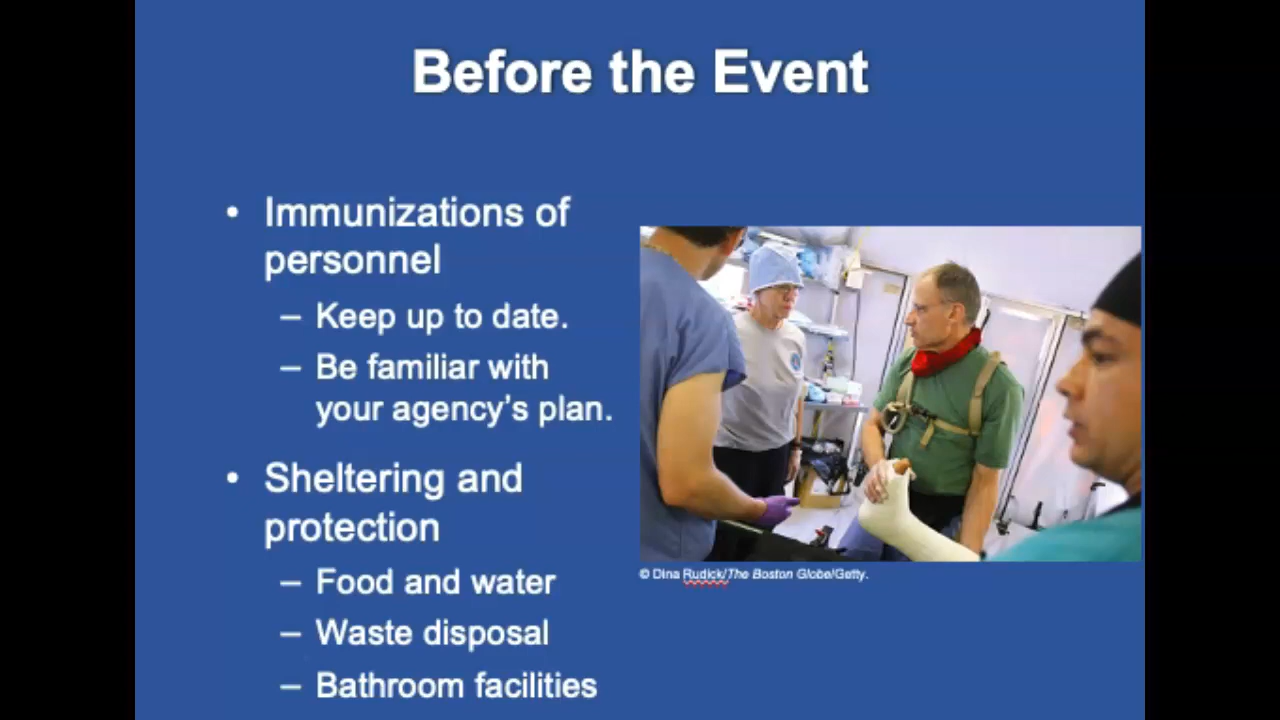 Before the Event
• Immunizations of
personnel
– Keep up to date.
– Be familiar with
your agency’s plan.
• Sheltering and
protection
– Food and water
– Waste disposal
– Bathroom facilities
© Dina Rudick/The Boston Globe/Getty.